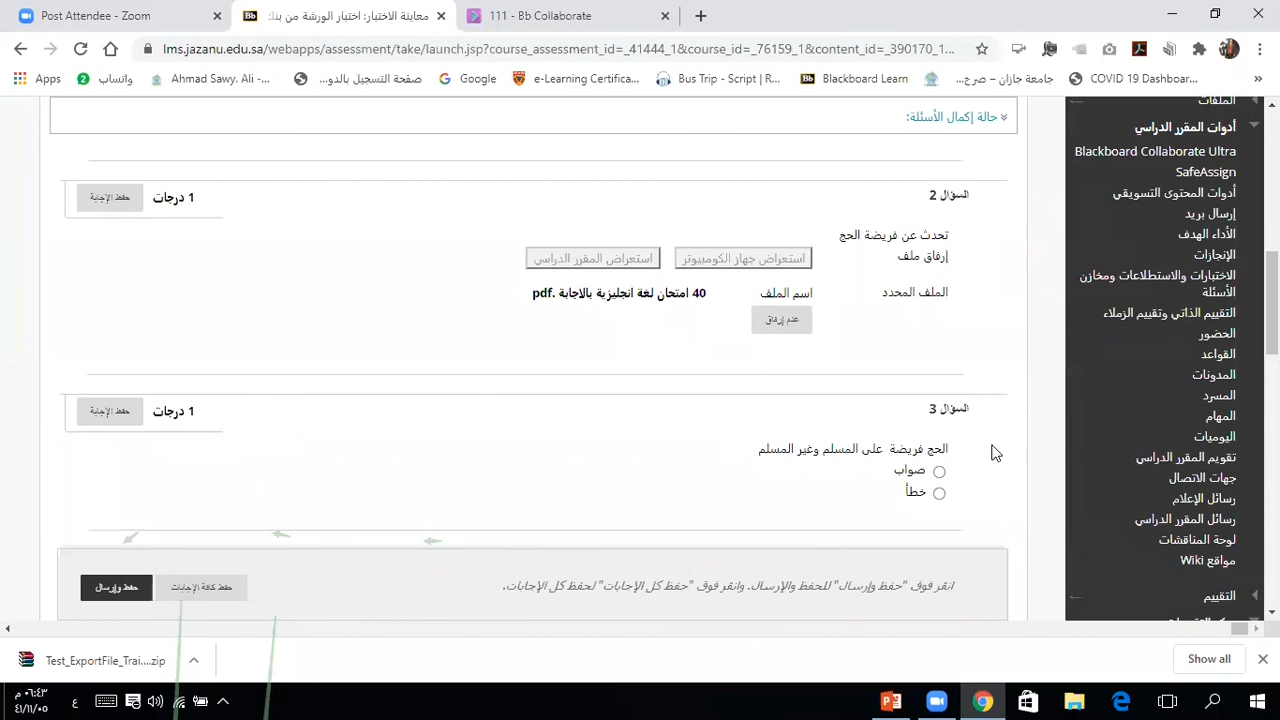 Post Attendee - Zoom
معاينة الاختبار: اختبار الورشة من بنك
111 - Bb Collaborate
lms.jazanu.edu.sa/webapps/assessment/take/launch.jsp?course_assessment_id=_41444_1&course_id=_76159_1&content_id=_390170_1...
Apps
واتساب
Ahmad Sawy. Ali -...
صفحة التسجيل بالدو...
Google
e-Learning Certifica...
Bus Trip. Script | R...
Blackboard Learn
جامعة جازان – صرح...
COVID 19 Dashboar...
حالة إكمال الأسئلة:
السؤال 2
1 درجات
حفظ الإجابة
تحدث عن فريضة الحج
إرفاق ملف
استعراض جهاز الكومبيوتر
استعراض المقرر الدراسي
الملف المحدد
اسم الملف
40 امتحان لغة انجليزية بالاجابة .pdf
عدم إرفاق
السؤال 3
1 درجات
حفظ الإجابة
الحج فريضة على المسلم وغير المسلم
صواب
خطأ
انقر فوق "حفظ وإرسال" للحفظ والإرسال. وانقر فوق "حفظ كل الإجابات" لحفظ كل الإجابات.
حفظ كافة الإجابات
حفظ وإرسال
الملفات
أدوات المقرر الدراسي
Blackboard Collaborate Ultra
SafeAssign
أدوات المحتوى التسويقي
إرسال بريد
الأداء الهدف
الإنجازات
الاختبارات والاستطلاعات ومخازن
الأسئلة
التقييم الذاتي وتقييم الزملاء
الحضور
القواعد
المدونات
المسرد
المهام
اليوميات
تقويم المقرر الدراسي
جهات الاتصال
رسائل الإعلام
رسائل المقرر الدراسي
لوحة المناقشات
مواقع Wiki
التقييم
Test_ExportFile_Trai....zip
Show all
٠٦:٤٣ م
٤١/١١/٠٥
ع